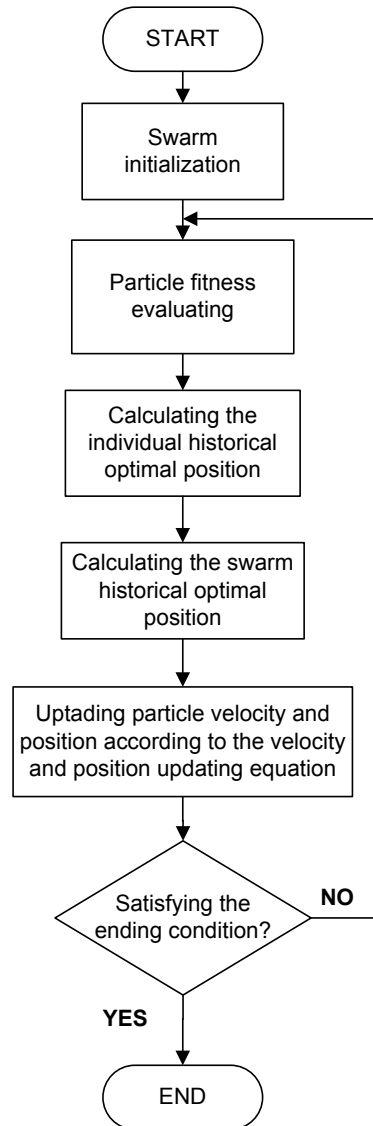 START
Swarm
initialization
Particle fitness
evaluating
Calculating the
individual historical
optimal position
Calculating the swarm
historical optimal
position
Uptading particle velocity and
position according to the velocity
and position updating equation
Satisfying the
ending condition?
NO
YES
END